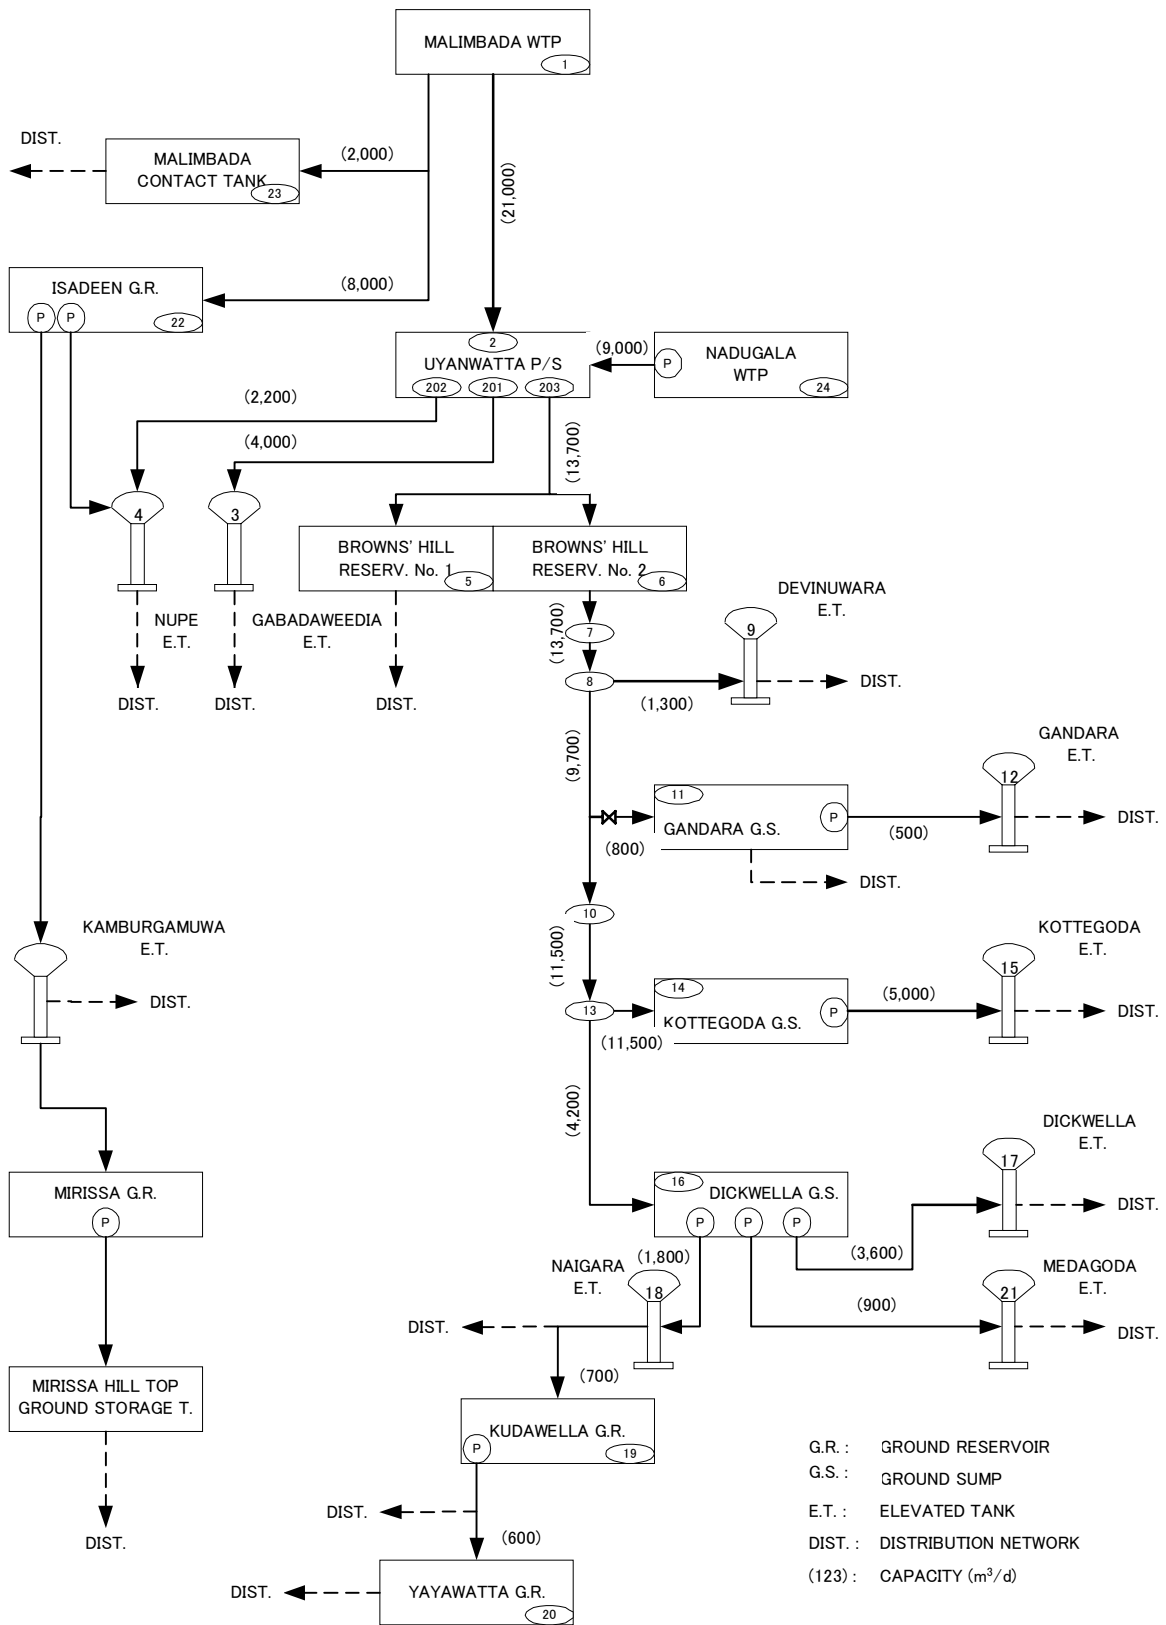 MALIMBADA WTP
1
DIST.
MALIMBADA
CONTACT TANK
23
(2,000)
(21,000)
ISADEEN G.R.
P
P
22
(8,000)
2
UYANWATTA P/S
202
201
203
(9,000)
P
NADUGALA
WTP
24
(2,200)
(4,000)
(13,700)
4
3
BROWNS' HILL
RESERV. No. 1
5
BROWNS' HILL
RESERV. No. 2
6
NUPE
E.T.
GABADAWEEDIA
E.T.
DIST.
DIST.
DIST.
7
(13,700)
8
(1,300)
DEVINUWARA
E.T.
9
DIST.
(9,700)
GANDARA
E.T.
11
GANDARA G.S.
P
(800)
(500)
12
DIST.
DIST.
10
KAMBURGAMUWA
E.T.
DIST.
(11,500)
KOTTEGODA
E.T.
13
14
KOTTEGODA G.S.
P
(11,500)
(5,000)
15
DIST.
(4,200)
DICKWELLA
E.T.
MIRISSA G.R.
P
16
DICKWELLA G.S.
P
P
P
17
DIST.
(1,800)
(3,600)
NAIGARA
E.T.
18
MEDAGODA
E.T.
(900)
21
DIST.
DIST.
(700)
MIRISSA HILL TOP
GROUND STORAGE T.
DIST.
KUDAWELLA G.R.
P
19
DIST.
(600)
DIST.
YAYAWATTA G.R.
20
G.R. : GROUND RESERVOIR
G.S. : GROUND SUMP
E.T. : ELEVATED TANK
DIST. : DISTRIBUTION NETWORK
(123) : CAPACITY (m³/d)